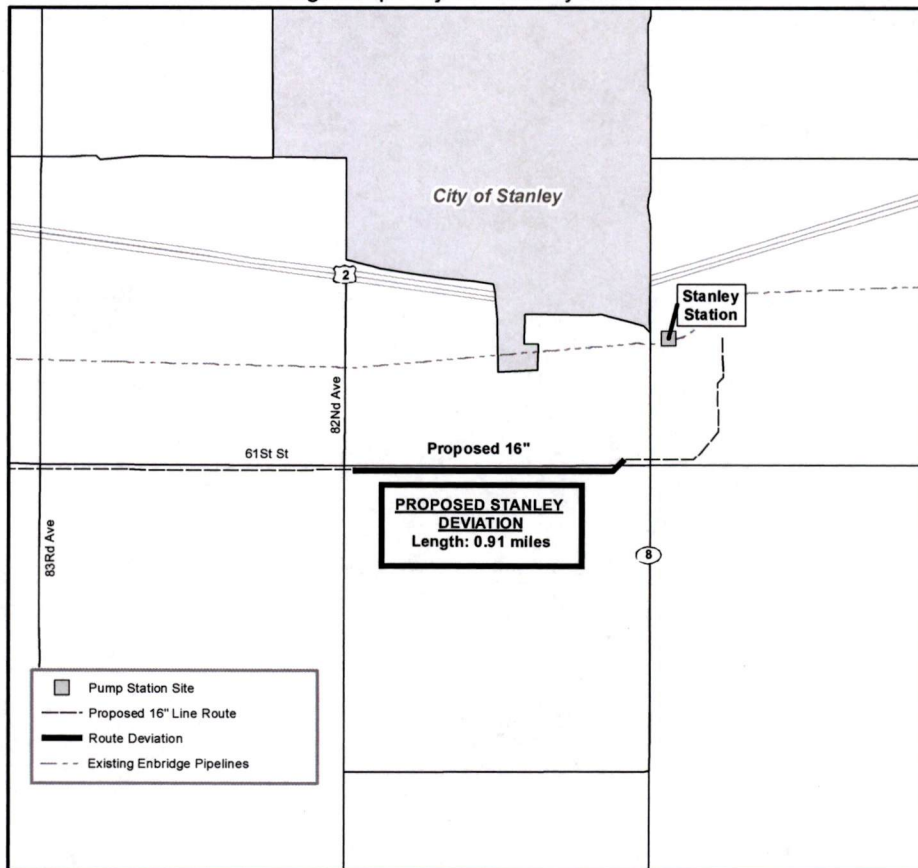 City of Stanley
2
Stanley
Station
82Nd Ave
61St St
Proposed 16"
PROPOSED STANLEY
DEVIATION
Length: 0.91 miles
83Rd Ave
8
Pump Station Site
Proposed 16" Line Route
Route Deviation
Existing Enbridge Pipelines